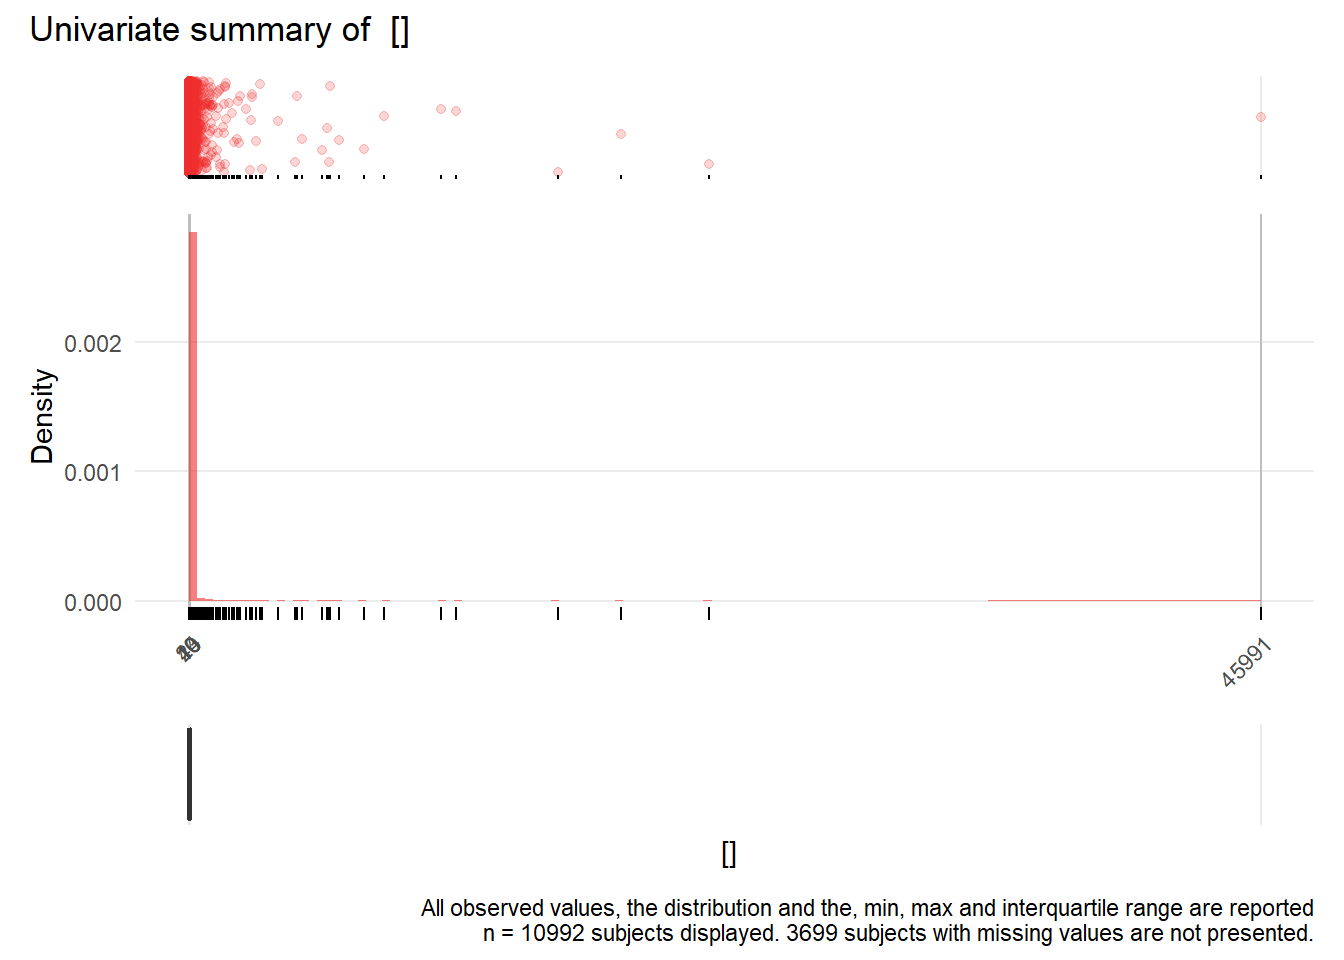 Univariate summary of  []
Density
0.002
0.001
0.000
45991
[]
All observed values, the distribution and the, min, max and interquartile range are reported
n = 10992 subjects displayed. 3699 subjects with missing values are not presented.